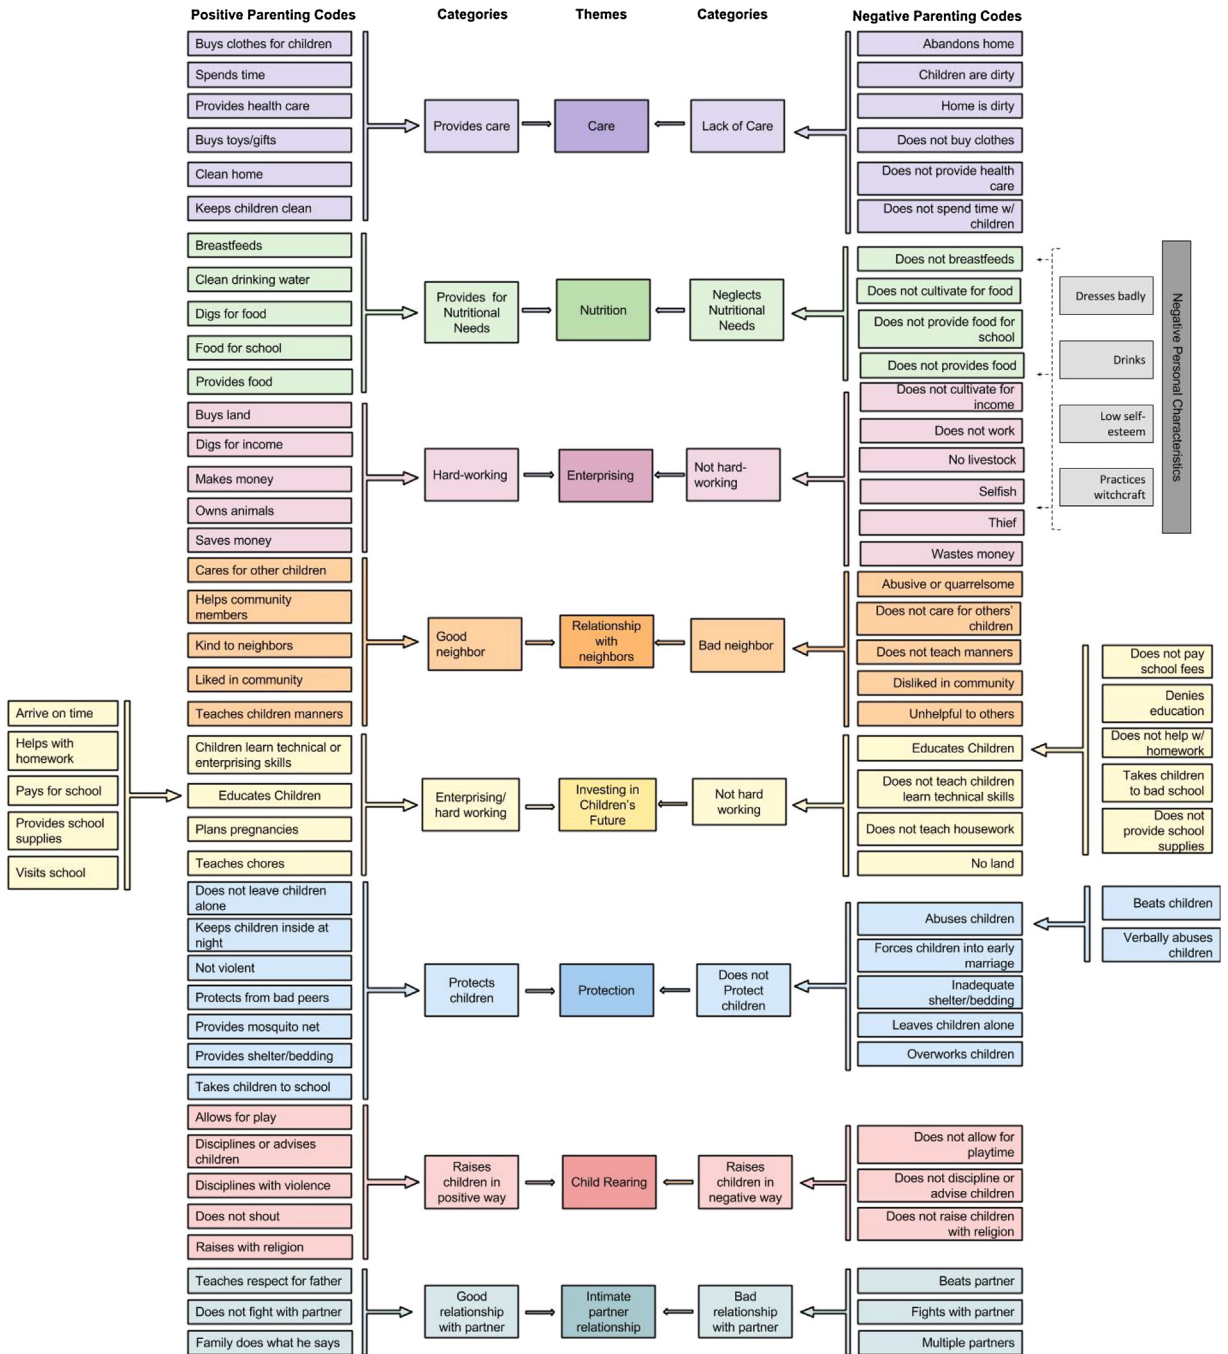 Positive Parenting Codes
Categories
Themes
Categories
Negative Parenting Codes
Buys clothes for children
Spends time
Provides health care
Buys toys/gifts
Clean home
Keeps children clean
Provides care
Care
Lack of Care
Abandons home
Children are dirty
Home is dirty
Does not buy clothes
Does not provide health
care
Does not spend time w/
children
Breastfeeds
Clean drinking water
Digs for food
Food for school
Provides food
Provides for
Nutritional
Needs
Nutrition
Neglects
Nutritional
Needs
Does not breastfeeds
Does not cultivate for food
Does not provide food for
school
Does not provides food
Dresses badly
Drinks
Low self-
esteem
Practices
witchcraft
Negative Personal Characteristics
Buys land
Digs for income
Makes money
Owns animals
Saves money
Hard-working
Enterprising
Not hard-
working
Does not cultivate for
income
Does not work
No livestock
Selfish
Thief
Wastes money
Cares for other children
Helps community
members
Kind to neighbors
Liked in community
Teaches children manners
Good
neighbor
Relationship
with
neighbors
Bad neighbor
Abusive or quarrelsome
Does not care for others'
children
Does not teach manners
Disliked in community
Unhelpful to others
Arrive on time
Helps with
homework
Pays for school
Provides school
supplies
Visits school
Children learn technical or
enterprising skills
Educates Children
Plans pregnancies
Teaches chores
Enterprising/
hard working
Investing in
Children's
Future
Not hard
working
Educates Children
Does not teach children
learn technical skills
Does not teach housework
No land
Does not pay
school fees
Denies
education
Does not help w/
homework
Takes children
to bad school
Does not
provide school
supplies
Does not leave children
alone
Keeps children inside at
night
Not violent
Protects from bad peers
Provides mosquito net
Provides shelter/bedding
Takes children to school
Protects
children
Protection
Does not
Protect
children
Abuses children
Forces children into early
marriage
Inadequate
shelter/bedding
Leaves children alone
Overworks children
Beats children
Verbally abuses
children
Allows for play
Disciplines or advises
children
Disciplines with violence
Does not shout
Raises with religion
Raises
children in
positive way
Child Rearing
Raises
children in
negative way
Does not allow for
playtime
Does not discipline or
advise children
Does not raise children
with religion
Teaches respect for father
Does not fight with partner
Family does what he says
Good
relationship
with partner
Intimate
partner
relationship
Bad
relationship
with partner
Beats partner
Fights with partner
Multiple partners